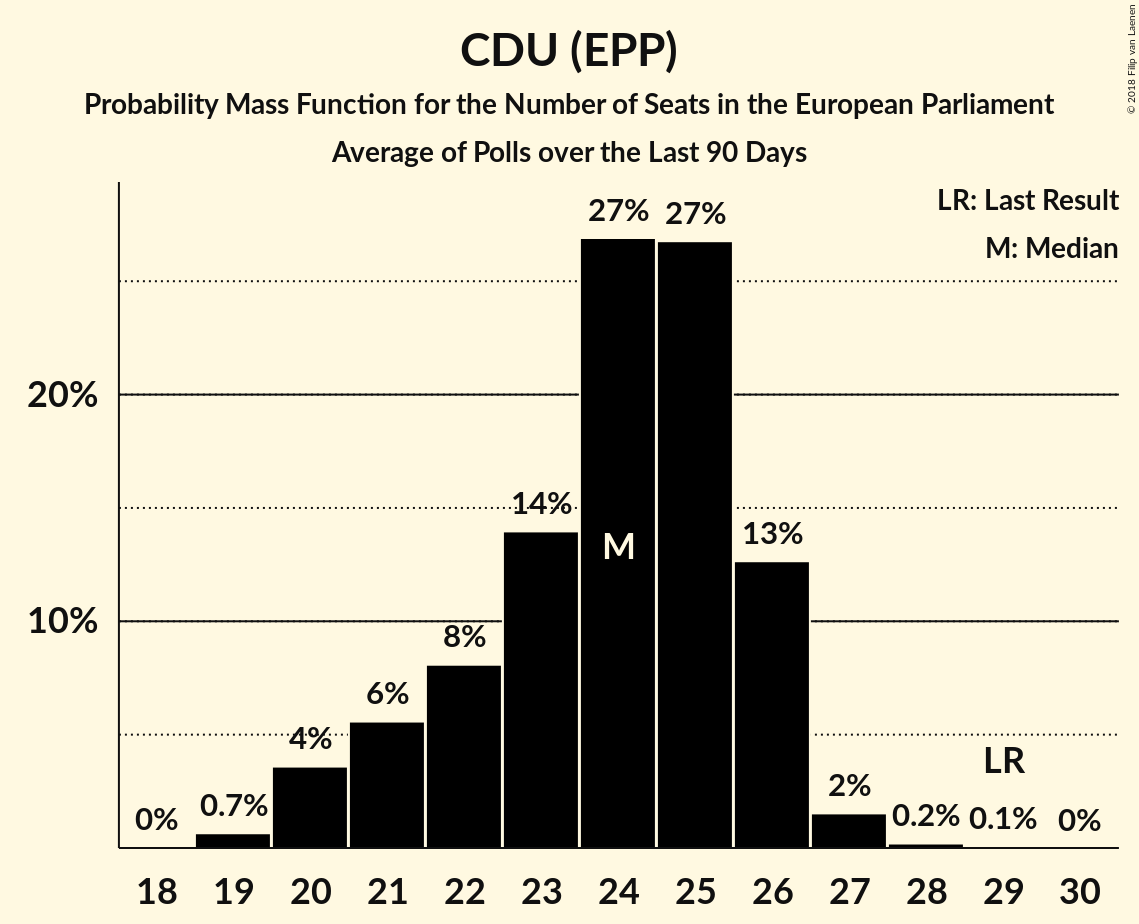 CDU (EPP)
Probability Mass Function for the Number of Seats in the European Parliament
Average of Polls over the Last 90 Days
© 2018 Filip van Laenen
LR: Last Result
M: Median
27%
27%
20%
14%
13%
M
10%
8%
6%
4%
LR
2%
0%
0.7%
0.2%
0.1%
0%
18 19 20 21 22 23 24 25 26 27 28 29 30